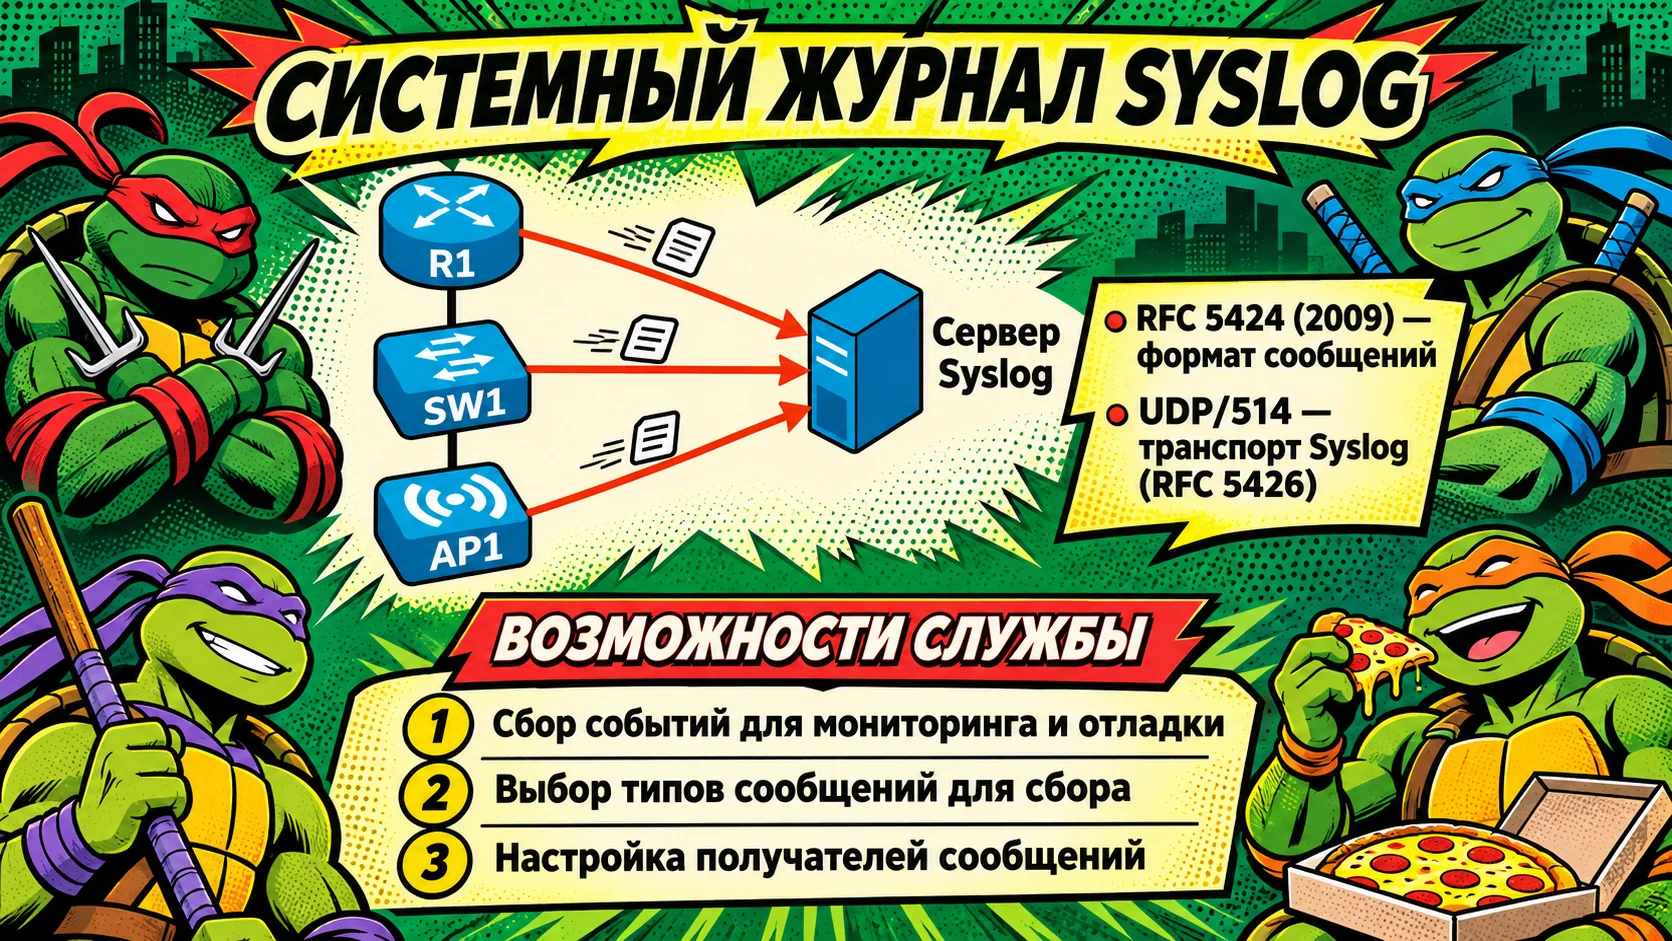 СИСТЕМНЫЙ ЖУРНАЛ SYSLOG
R1
SW1
AP1
Сервер
Syslog
RFC 5424 (2009) —
формат сообщений
UDP/514 —
транспорт Syslog
(RFC 5426)
ВОЗМОЖНОСТИ СЛУЖБЫ
1 Сбор событий для мониторинга и отладки
2 Выбор типов сообщений для сбора
3 Настройка получателей сообщений